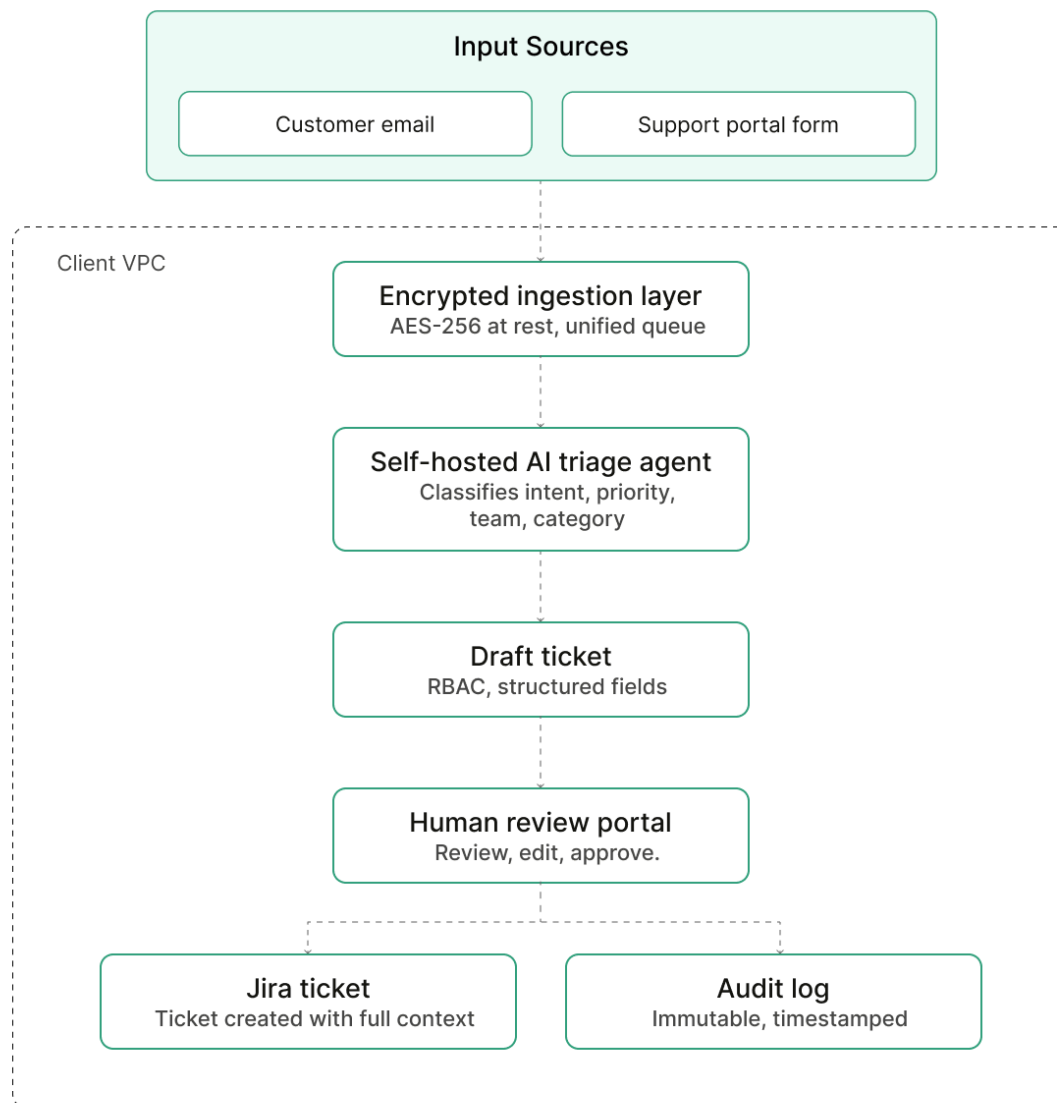 Input Sources
Customer email
Support portal form
Client VPC
Encrypted ingestion layer
AES-256 at rest, unified queue
Self-hosted AI triage agent
Classifies intent, priority,
team, category
Draft ticket
RBAC, structured fields
Human review portal
Review, edit, approve.
Jira ticket
Ticket created with full context
Audit log
Immutable, timestamped